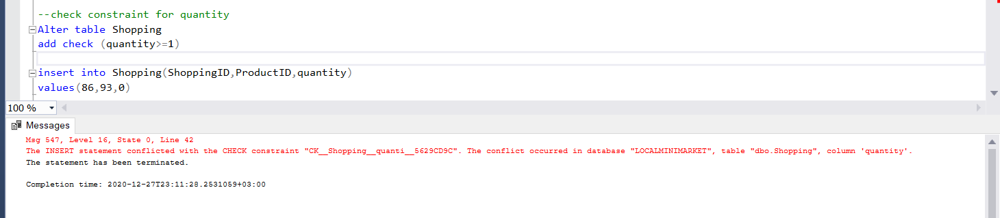 --check constraint for quantity
Alter table Shopping
add check (quantity>=1)
insert into Shopping(ShoppingID,ProductID,quantity)
values(86,93,0)
100 %
Messages
Msg 547, Level 16, State 0, Line 42
The INSERT statement conflicted with the CHECK constraint "CK__Shopping__quanti__5629CD9C". The conflict occurred in database "LOCALMINIMARKET", table "dbo.Shopping", column 'quantity'.
The statement has been terminated.
Completion time: 2020-12-27T23:11:28.2531059+03:00